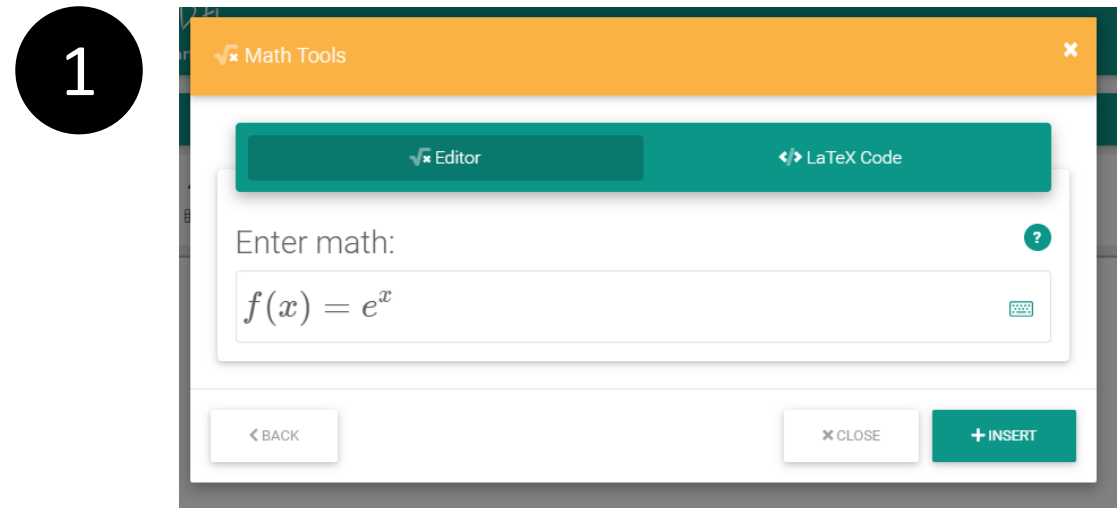 1
Math Tools
Editor
</> LaTeX Code
Enter math:
?
f(x) = e^x
BACK
CLOSE
INSERT